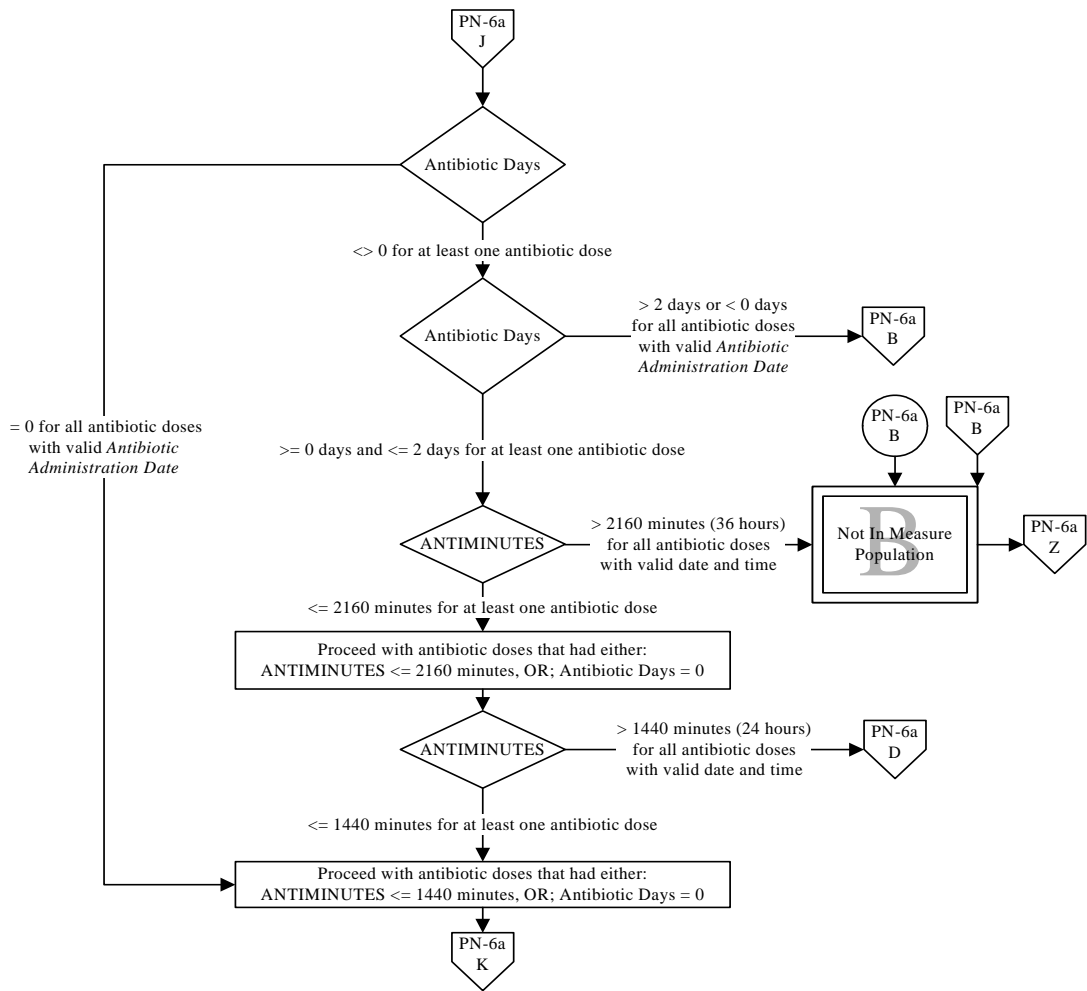 PN-6a
J
Antibiotic Days
<> 0 for at least one antibiotic dose
Antibiotic Days
> 2 days or < 0 days
for all antibiotic doses
with valid Antibiotic
Administration Date
PN-6a
B
= 0 for all antibiotic doses
with valid Antibiotic
Administration Date
>= 0 days and <= 2 days for at least one antibiotic dose
PN-6a
B
PN-6a
B
ANTIMINUTES
> 2160 minutes (36 hours)
for all antibiotic doses
with valid date and time
B
Not In Measure
Population
PN-6a
Z
<= 2160 minutes for at least one antibiotic dose
Proceed with antibiotic doses that had either:
ANTIMINUTES <= 2160 minutes, OR; Antibiotic Days = 0
ANTIMINUTES
> 1440 minutes (24 hours)
for all antibiotic doses
with valid date and time
PN-6a
D
<= 1440 minutes for at least one antibiotic dose
Proceed with antibiotic doses that had either:
ANTIMINUTES <= 1440 minutes, OR; Antibiotic Days = 0
PN-6a
K